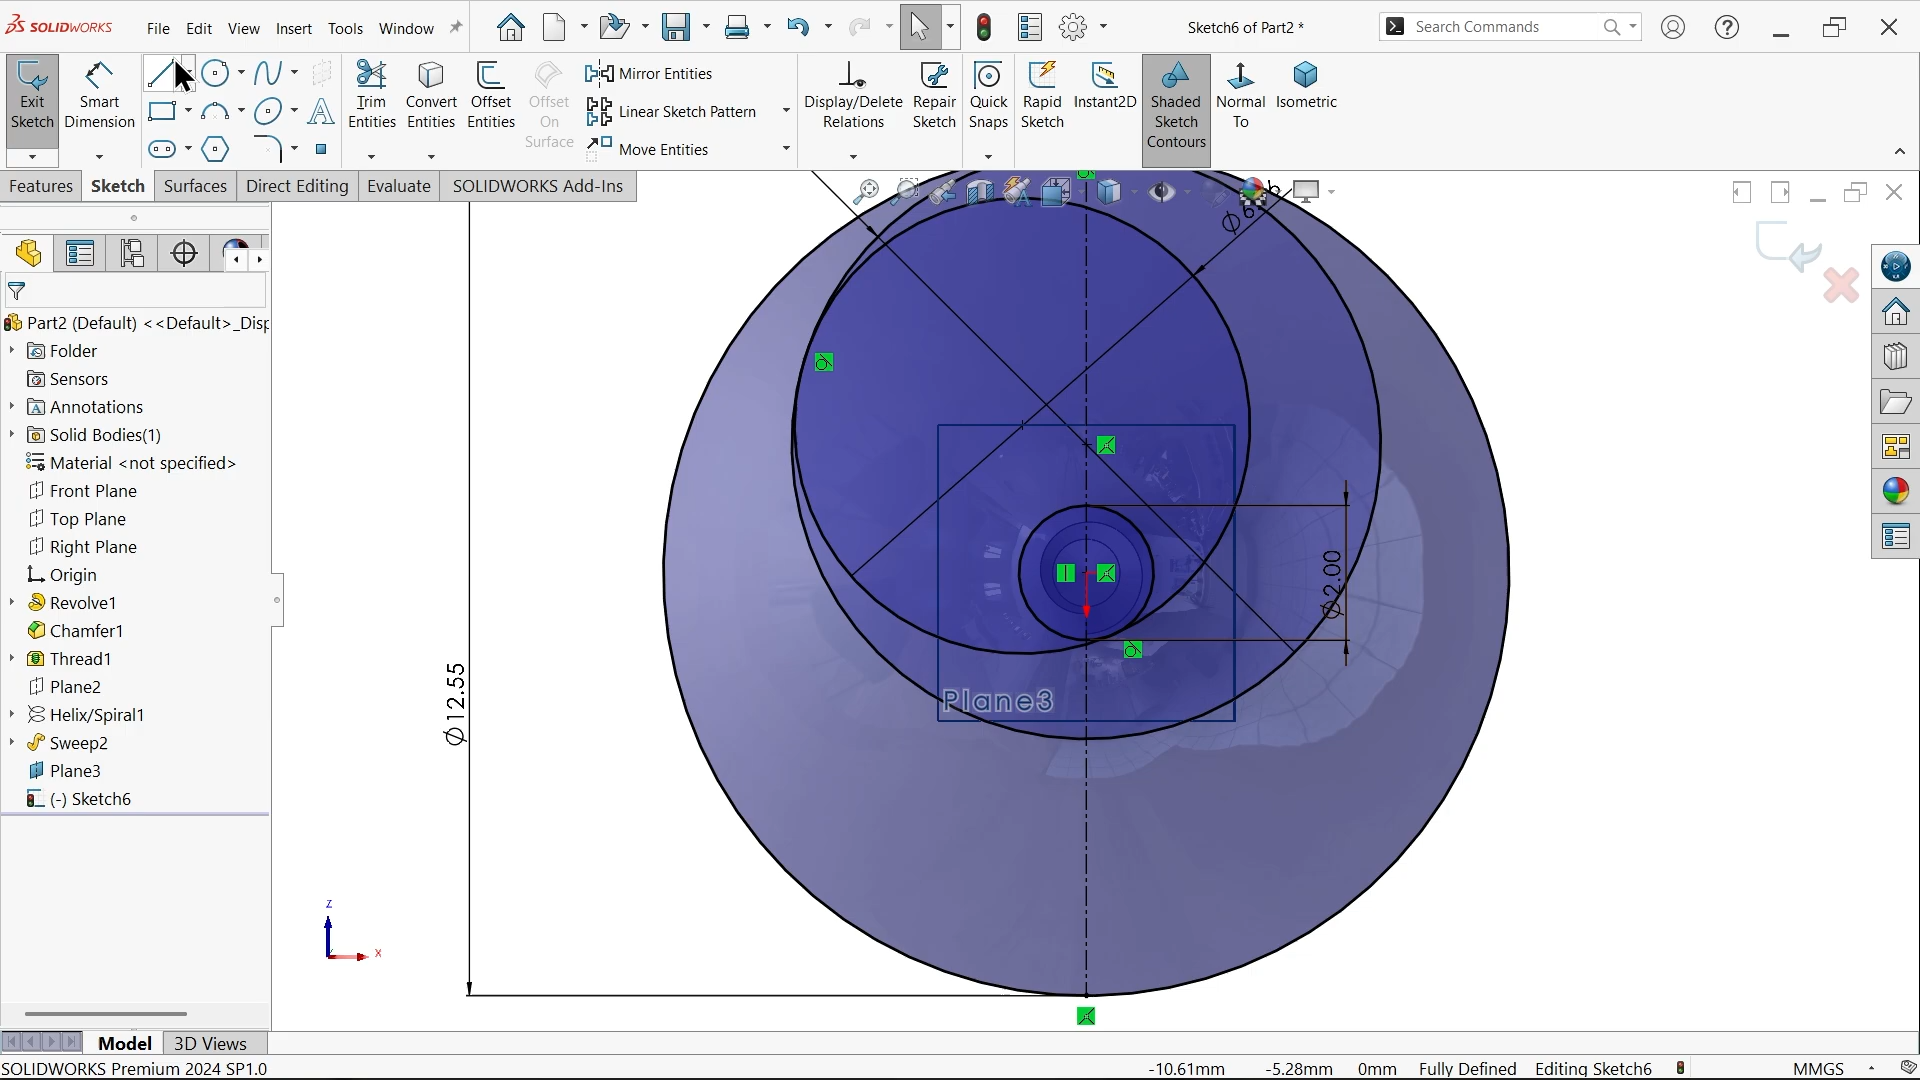 SOLIDWORKS File Edit View Insert Tools Window Sketch6 of Part2 * Search Commands
Exit Sketch
Smart Dimension
Trim Entities
Convert Entities
Offset Entities
Offset On Surface
Mirror Entities
Linear Sketch Pattern
Move Entities
Display/Delete Relations
Repair Sketch
Quick Snaps
Rapid Sketch
Instant2D
Shaded Sketch Contours
Normal To
Isometric
Features Sketch Surfaces Direct Editing Evaluate SOLIDWORKS Add-Ins
Part2 (Default) <<Default>_Disp
Folder
Sensors
Annotations
Solid Bodies(1)
Material <not specified>
Front Plane
Top Plane
Right Plane
Origin
Revolve1
Chamfer1
Thread1
Plane2
Helix/Spiral1
Sweep2
Plane3
(-) Sketch6
∅2.00
Plane3
∅12.55
z
x
Model 3D Views
SOLIDWORKS Premium 2024 SP1.0 -10.61mm -5.28mm 0mm Fully Defined Editing Sketch6 MMGS